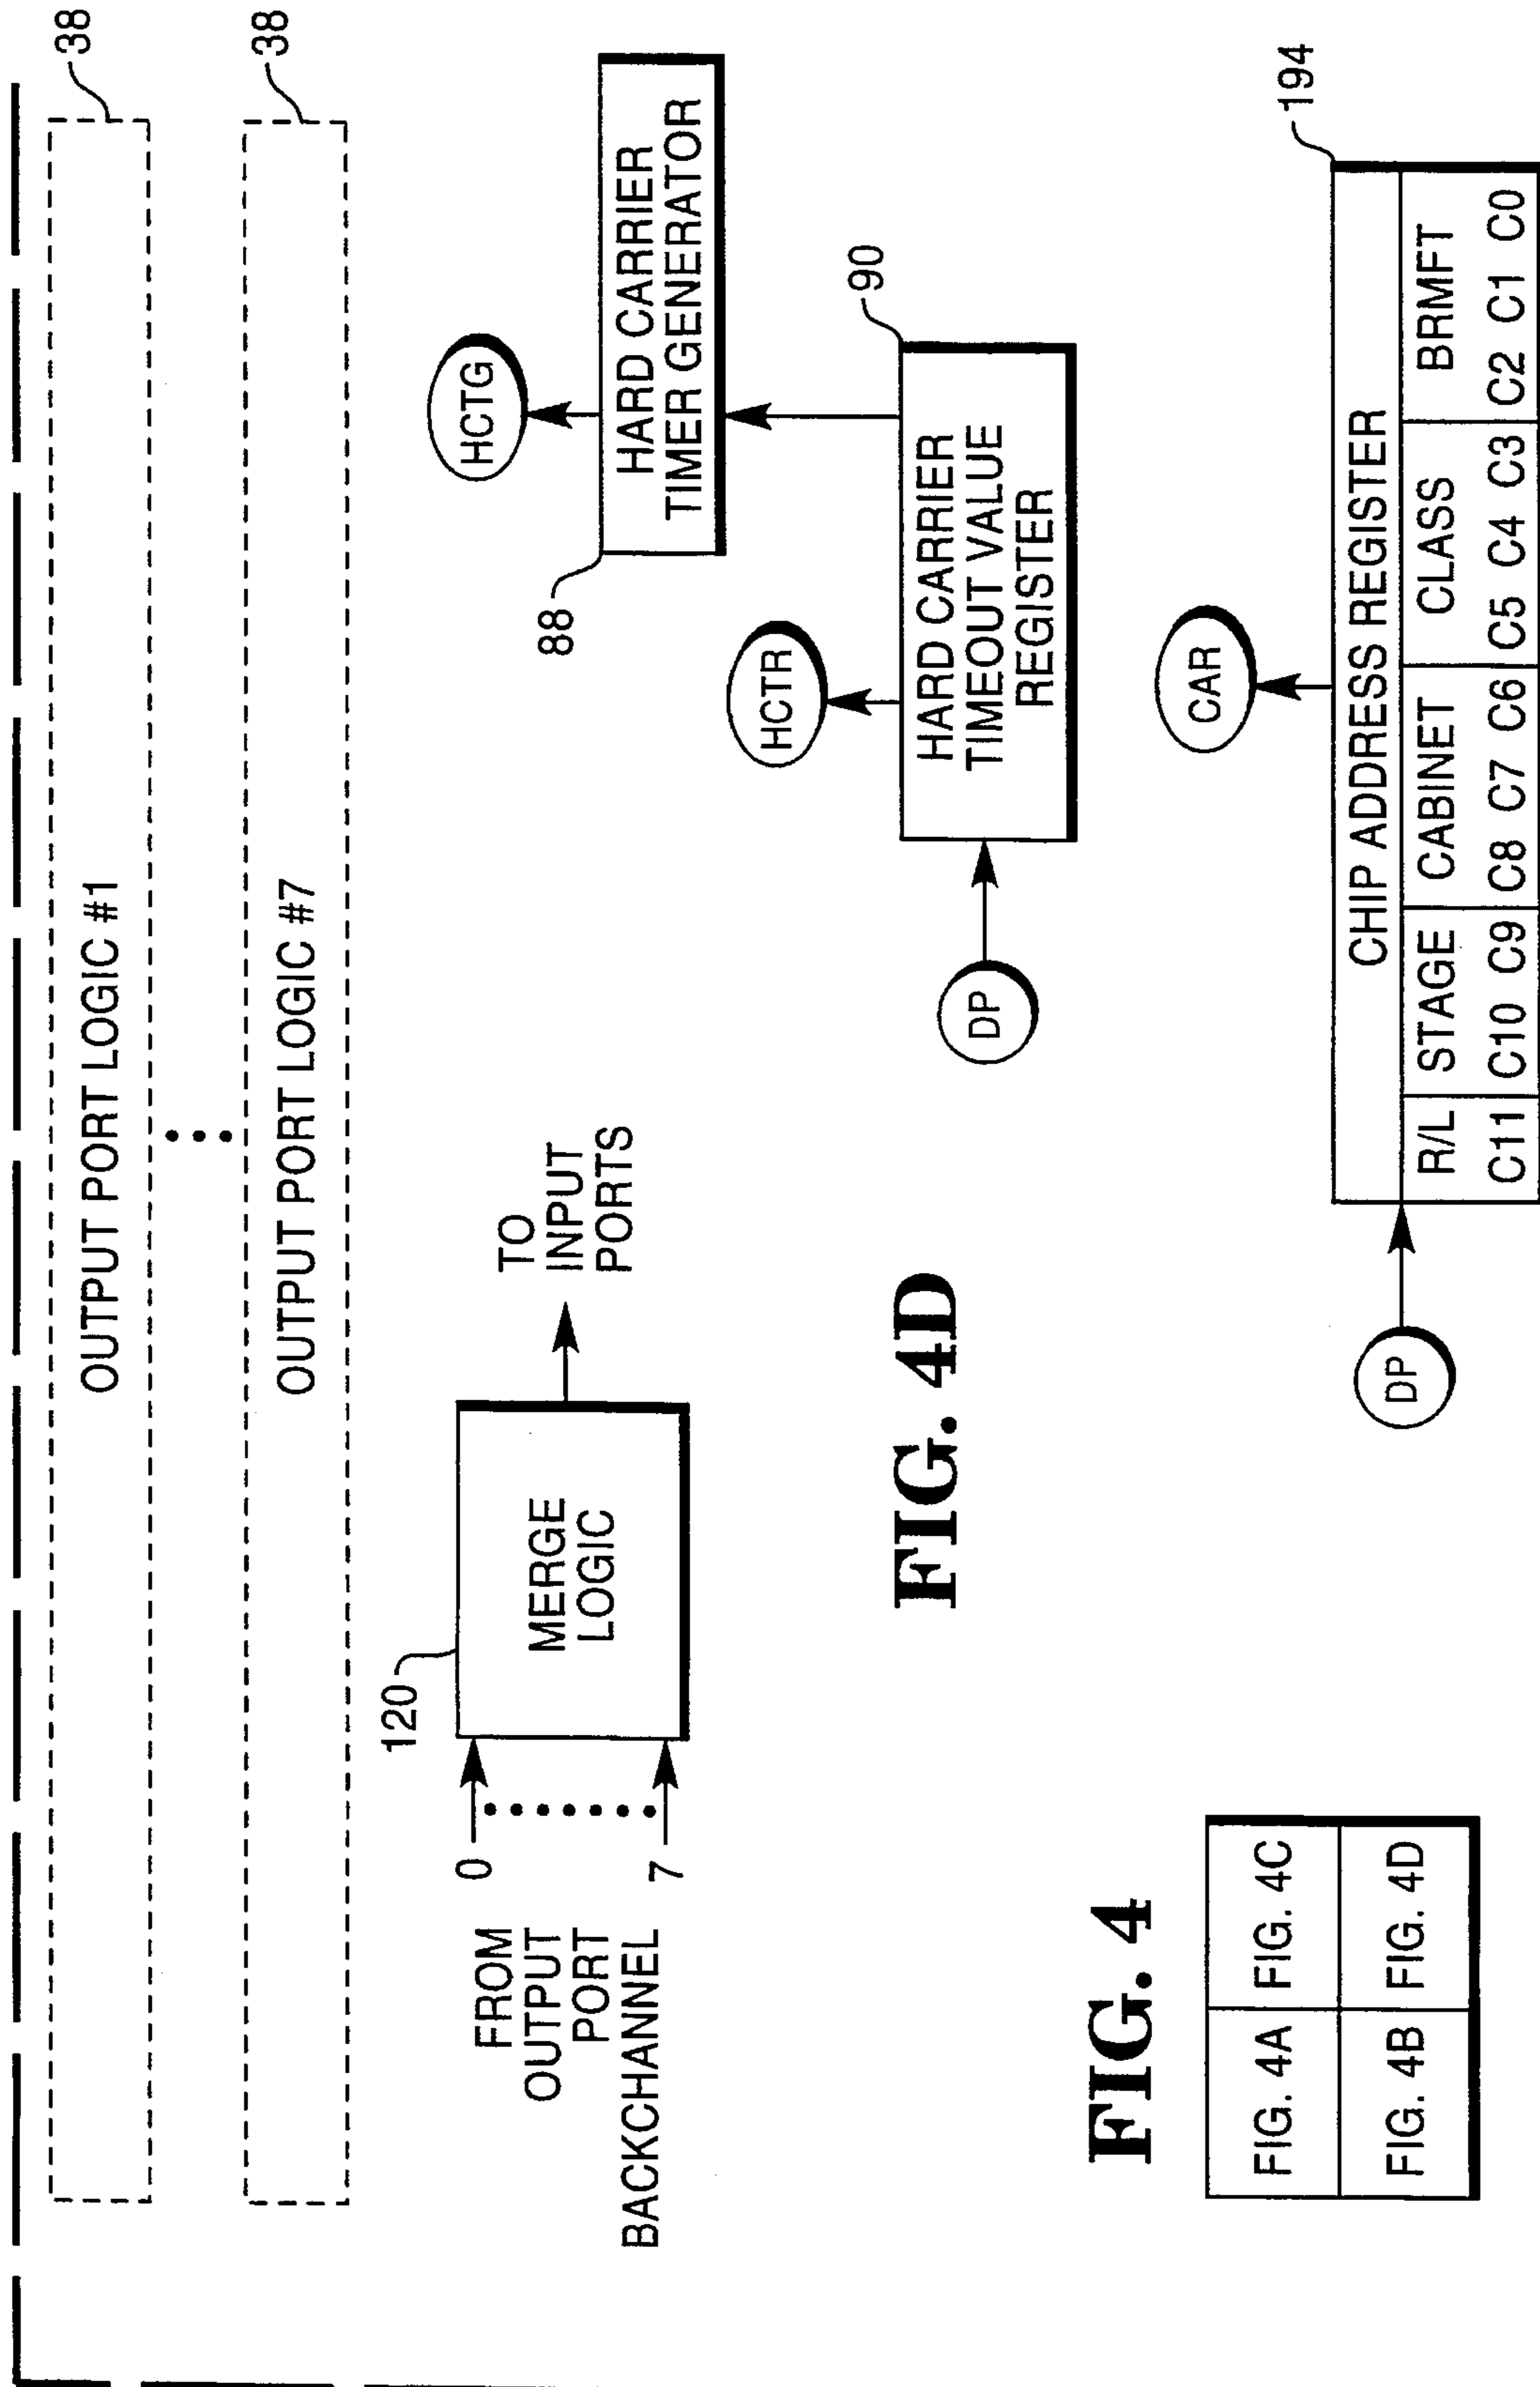 OUTPUT PORT LOGIC #1
38
OUTPUT PORT LOGIC #7
38
FROM
OUTPUT
PORT
BACKCHANNEL
0
7
120
MERGE
LOGIC
TO
INPUT
PORTS
HCTG
88
HARD CARRIER
TIMER GENERATOR
HCTR
90
HARD CARRIER
TIMEOUT VALUE
REGISTER
DP
FIG. 4D
CAR
194
CHIP ADDRESS REGISTER
R/L STAGE CABINET CLASS BRMFT
C11 C10 C9 C8 C7 C6 C5 C4 C3 C2 C1 C0
DP
FIG. 4
FIG. 4A FIG. 4C
FIG. 4B FIG. 4D